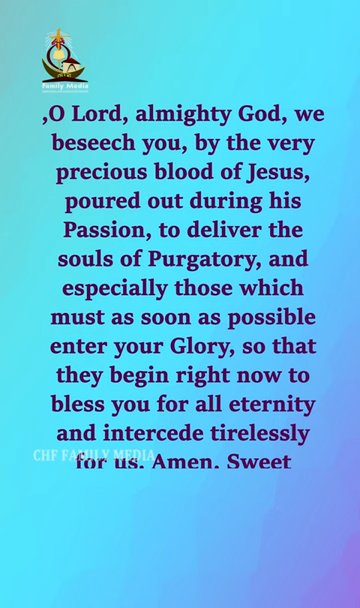 Family Media
,O Lord, almighty God, we
beseech you, by the very
precious blood of Jesus,
poured out during his
Passion, to deliver the
souls of Purgatory, and
especially those which
must as soon as possible
enter your Glory, so that
they begin right now to
bless you for all eternity
and intercede tirelessly
for us. Amen. Sweet
CHF FAMILY MEDIA